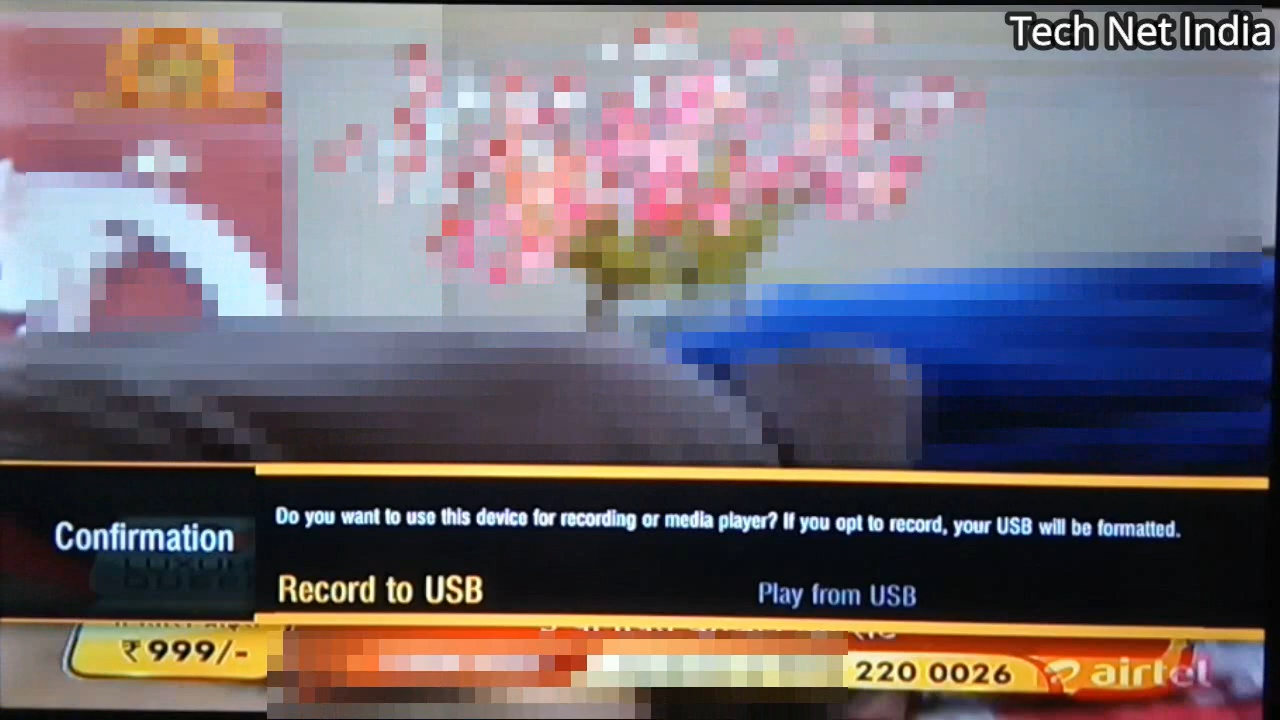 Tech Net India
Confirmation
Do you want to use this device for recording or media player? If you opt to record, your USB will be formatted.
Record to USB
Play from USB
₹ 999/-
220 0026
airtel